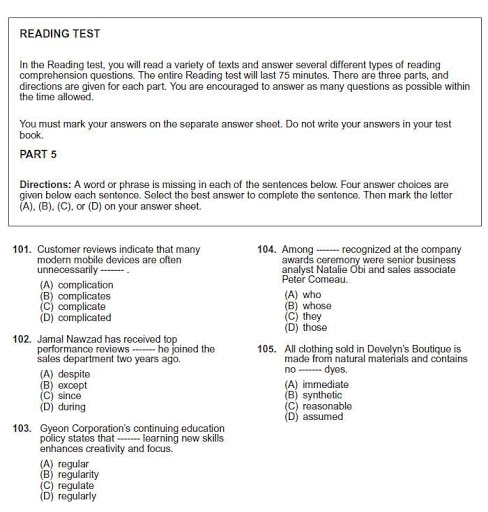 READING TEST
In the Reading test, you will read a variety of texts and answer several different types of reading
comprehension questions. The entire Reading test will last 75 minutes. There are three parts, and
directions are given for each part. You are encouraged to answer as many questions as possible within
the time allowed.
You must mark your answers on the separate answer sheet. Do not write your answers in your test
book.
PART 5
Directions: A word or phrase is missing in each of the sentences below. Four answer choices are
given below each sentence. Select the best answer to complete the sentence. Then mark the letter
(A), (B), (C), or (D) on your answer sheet.
101. Customer reviews indicate that many
modern mobile devices are often
unnecessarily ------- .
(A) complication
(B) complicates
(C) complicate
(D) complicated
102. Jamal Nawzad has received top
performance reviews ------- he joined the
sales department two years ago.
(A) despite
(B) except
(C) since
(D) during
103. Gyeon Corporation's continuing education
policy states that ------- learning new skills
enhances creativity and focus.
(A) regular
(B) regularity
(C) regulate
(D) regularly
104. Among ------- recognized at the company
awards ceremony were senior business
analyst Natalie Obi and sales associate
Peter Comeau.
(A) who
(B) whose
(C) they
(D) those
105. All clothing sold in Develyn's Boutique is
made from natural materials and contains
no ------- dyes.
(A) immediate
(B) synthetic
(C) reasonable
(D) assumed